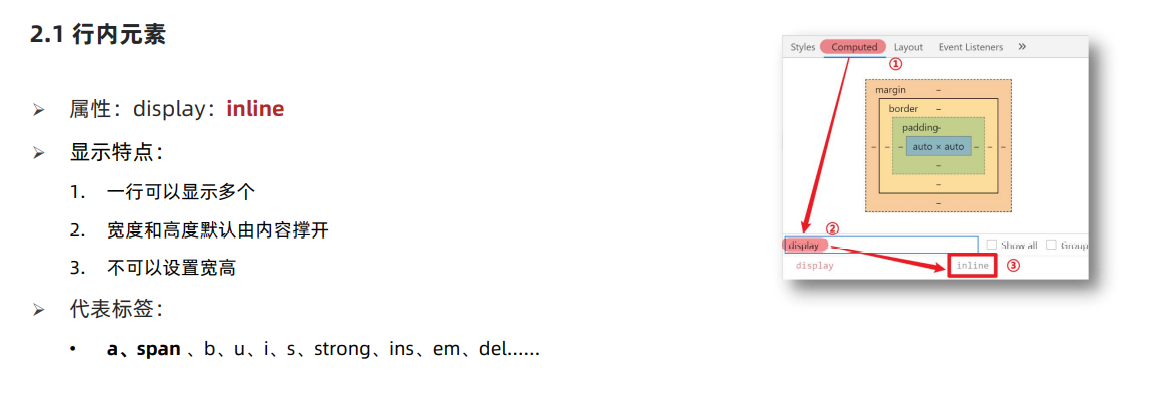 2.1 行内元素
➢ 属性：display：inline
➢ 显示特点：
1. 一行可以显示多个
2. 宽度和高度默认由内容撑开
3. 不可以设置宽高
➢ 代表标签：
• a、span 、b、u、i、s、strong、ins、em、del......
Styles Computed Layout Event Listeners »
①
margin –
border –
padding-
– – – auto × auto – – –
–
–
–
②
display Show all Group
display inline ③